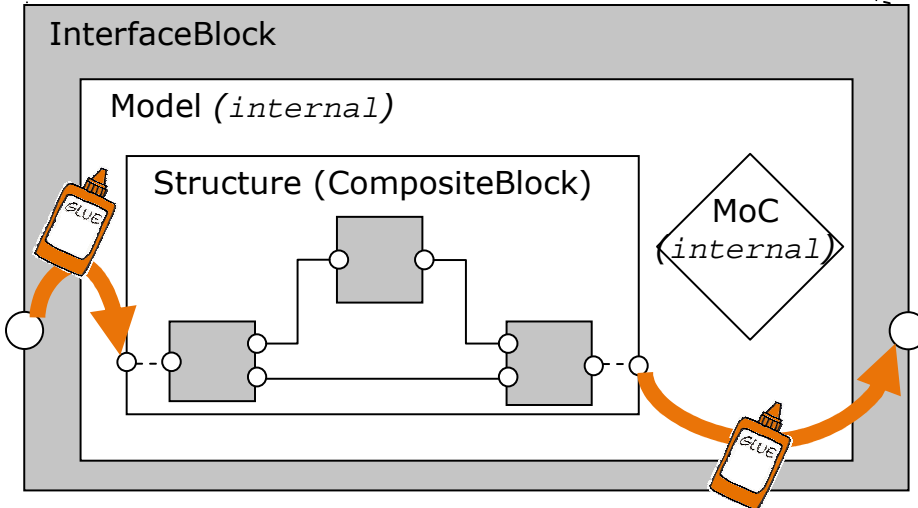 InterfaceBlock
Model (internal)
Structure (CompositeBlock)
GLUE
MoC
(internal)
GLUE